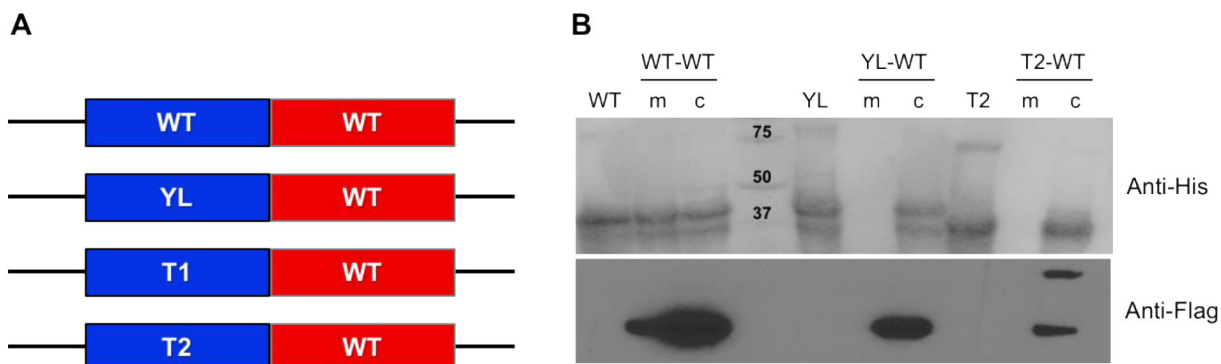 A
WT WT
YL WT
T1 WT
T2 WT
B
WT-WT YL-WT T2-WT
WT m c YL m c T2 m c
75
50
37
Anti-His
Anti-Flag